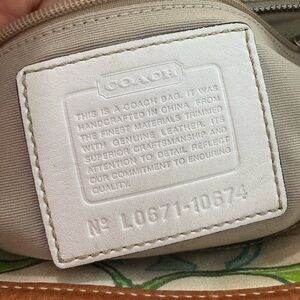 COACH
THIS IS A COACH BAG. IT WAS
HANDCRAFTED IN CHINA FROM
THE FINEST MATERIALS TRIMMED
WITH GENUINE LEATHER. ITS
SUPERIOR CRAFTSMANSHIP AND
ATTENTION TO DETAIL REFLECT
OUR COMMITMENT TO ENDURING
QUALITY.
Nº L0671-10674